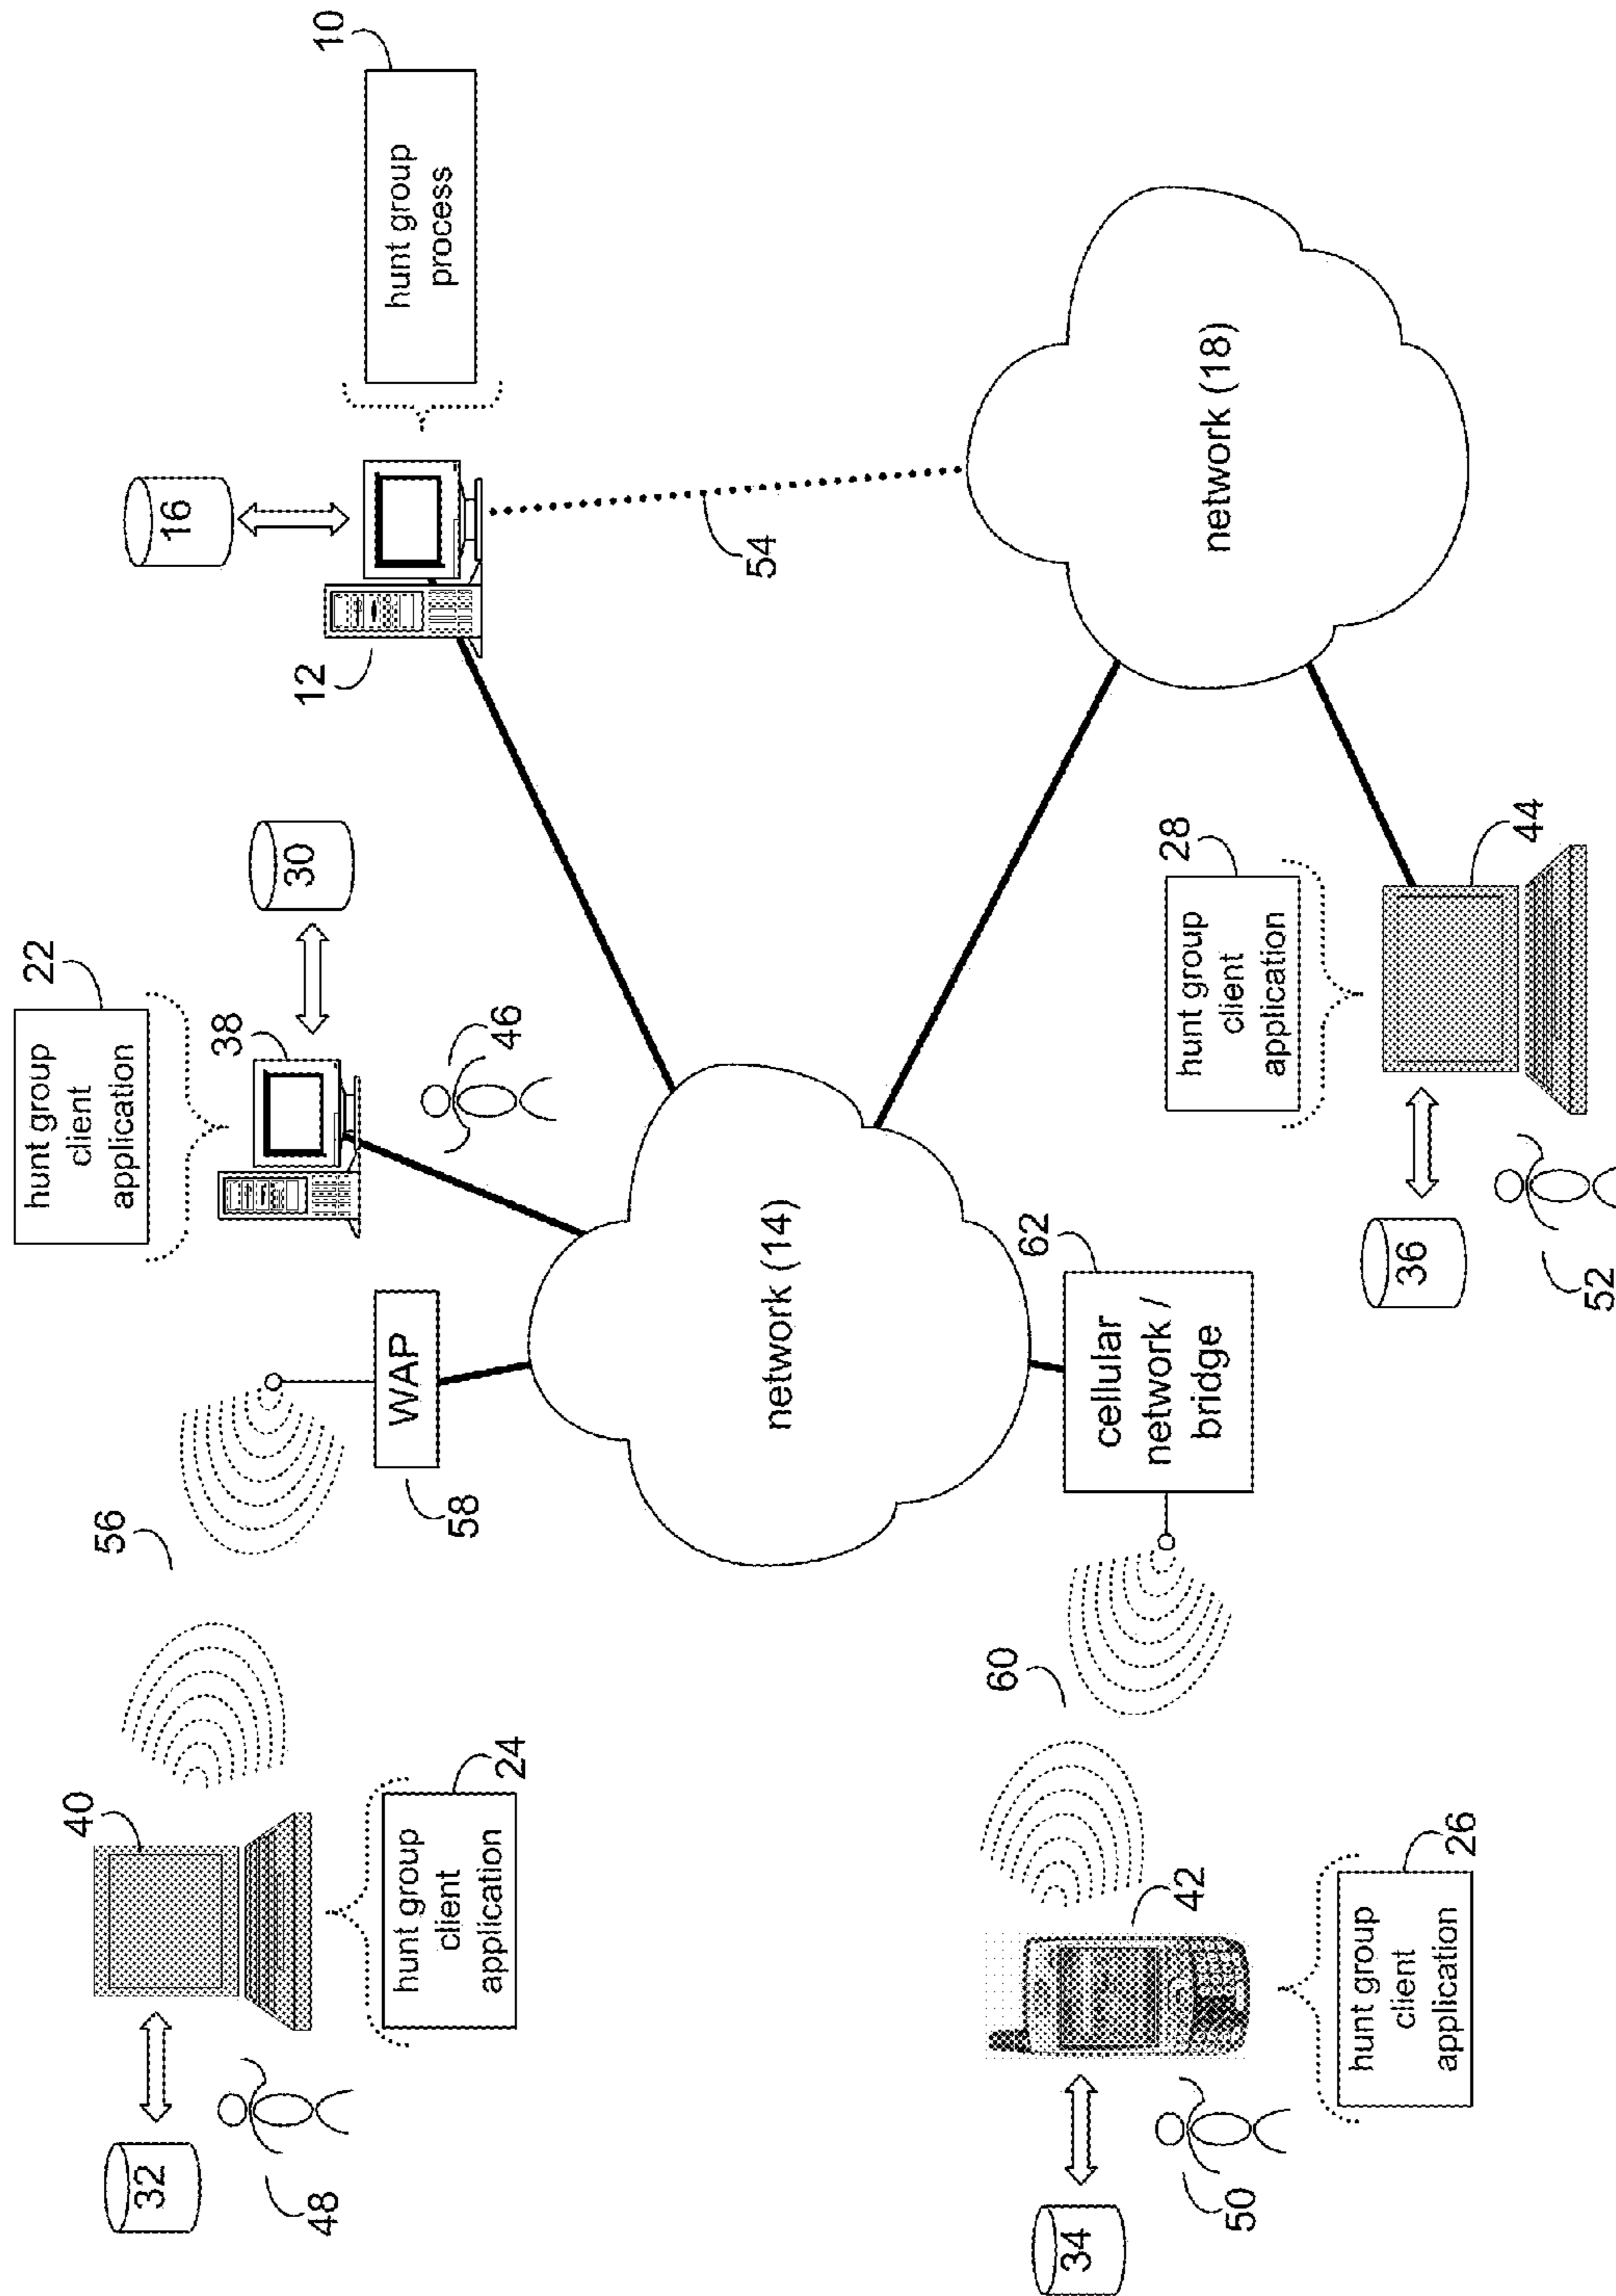 32
40
48
hunt group
client
application
24
56
WAP
58
hunt group
client
application
22
38
30
46
16
12
hunt group
process
10
54
network (14)
network (18)
34
42
50
hunt group
client
application
26
60
cellular
network /
bridge
62
36
52
hunt group
client
application
28
44